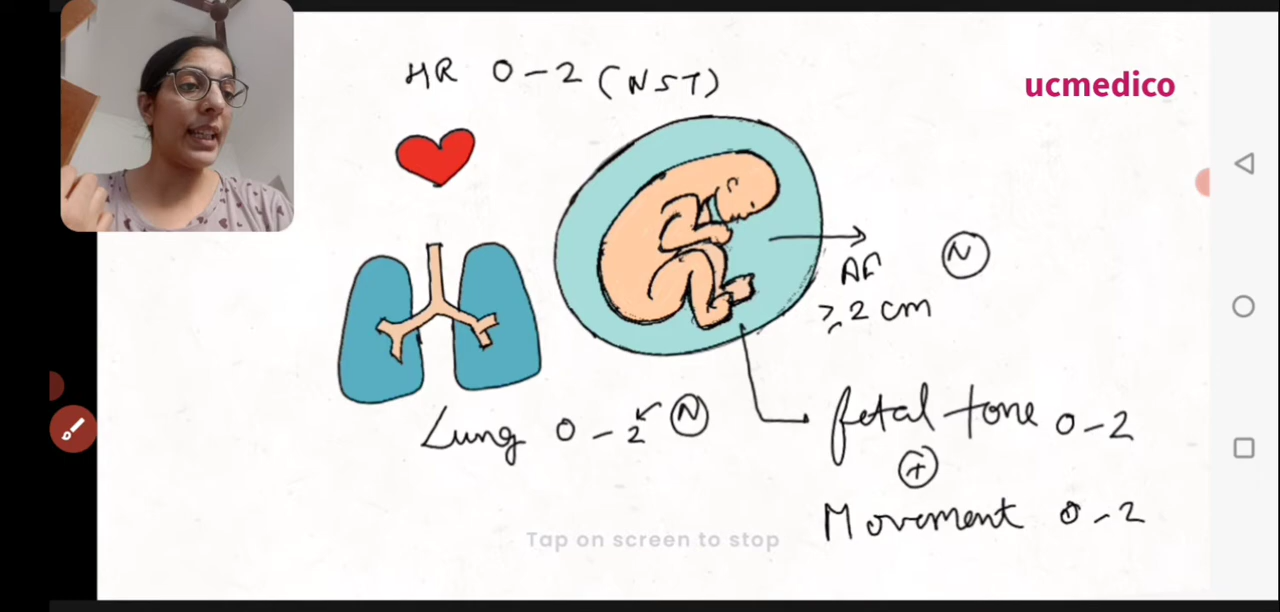 HR 0-2 (NST)
ucmedico
AF
≥2 cm
N
Lung 0-2
N
fetal tone 0-2
+
Movement 0-2
Tap on screen to stop